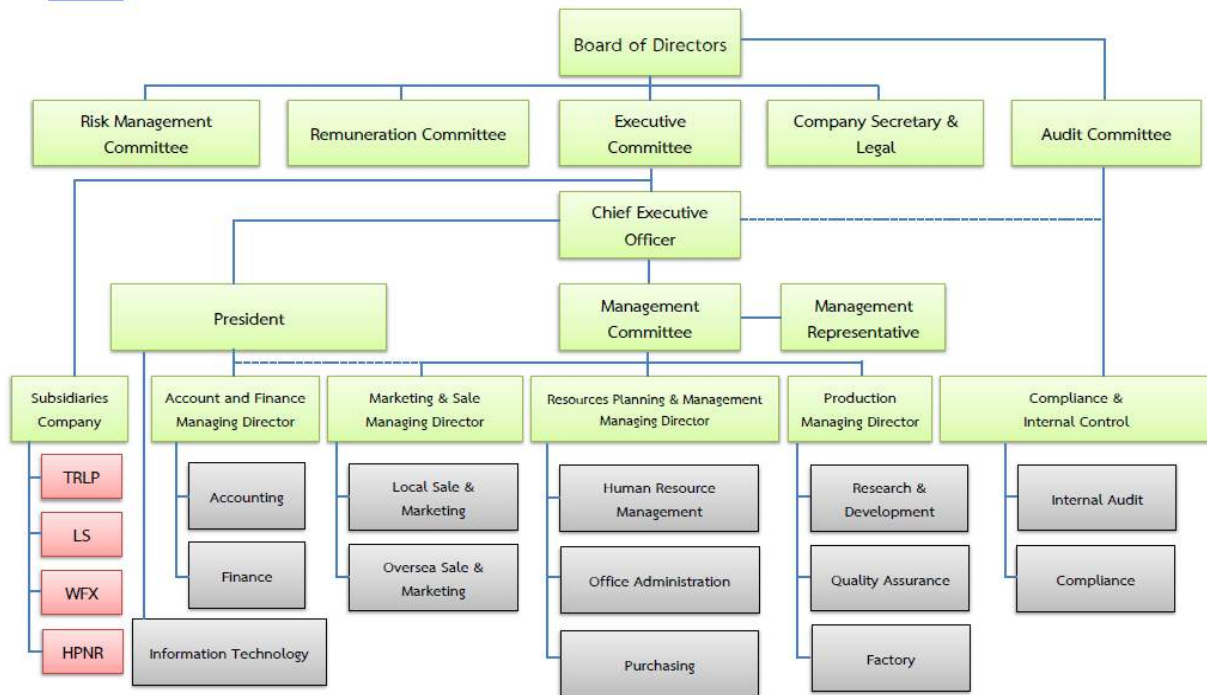 Board of Directors
Risk Management
Committee
Remuneration Committee
Executive
Committee
Company Secretary &
Legal
Audit Committee
Chief Executive
Officer
President
Management
Committee
Management
Representative
Subsidiaries
Company
Account and Finance
Managing Director
Marketing & Sale
Managing Director
Resources Planning & Management
Managing Director
Production
Managing Director
Compliance &
Internal Control
TRLP
LS
WFX
HPNR
Accounting
Finance
Information Technology
Local Sale &
Marketing
Oversea Sale &
Marketing
Human Resource
Management
Office Administration
Purchasing
Research &
Development
Quality Assurance
Factory
Internal Audit
Compliance